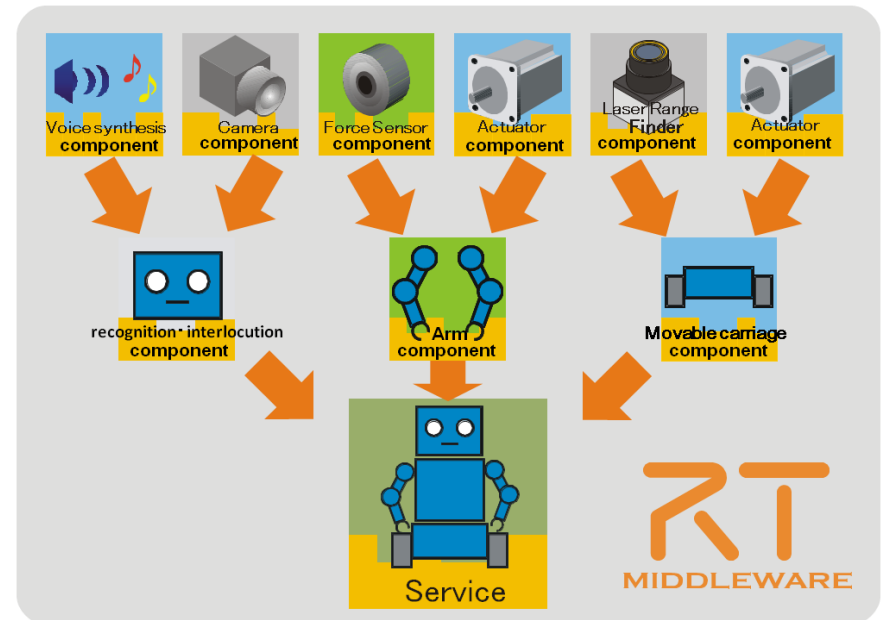 Voice synthesis
component
Camera
component
Force Sensor
component
Actuator
component
Laser Range
Finder
component
Actuator
component
recognition・interlocution
component
Arm
component
Movable carriage
component
Service
RT
MIDDLEWARE